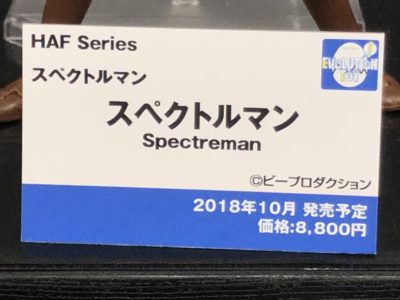 HAF Series
EVOLUTION
TOY
スペクトルマン
スペクトルマン
Spectreman
©ピープロダクション
2018年10月 発売予定
価格:8,800円